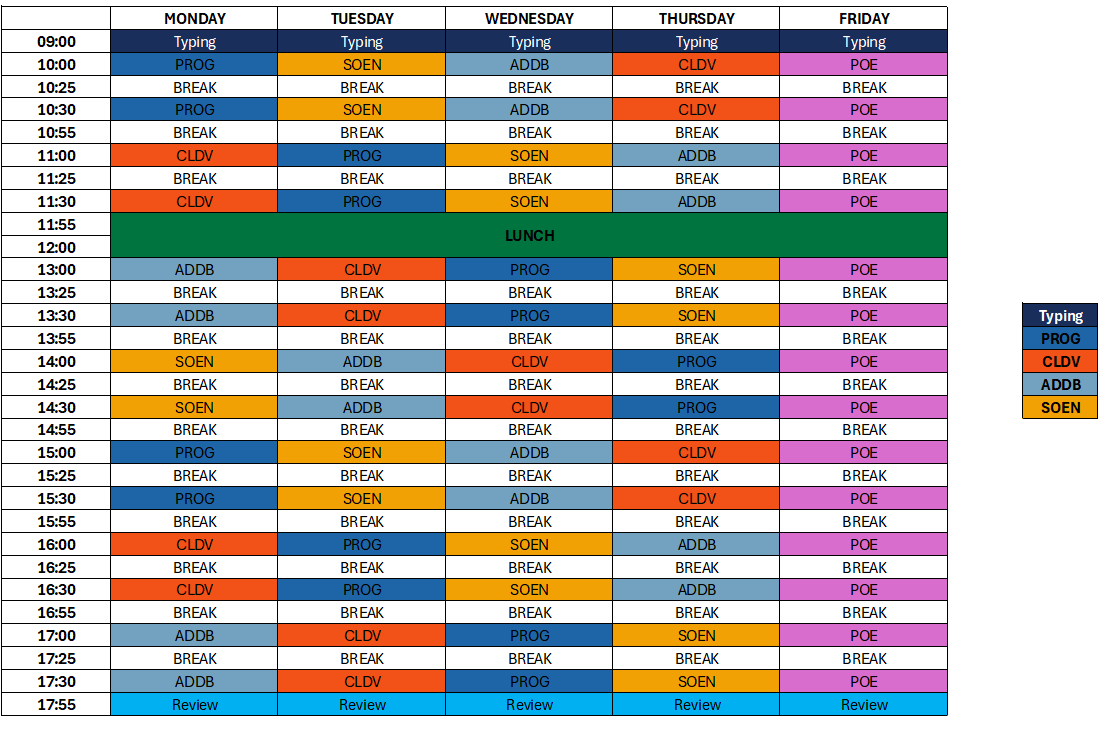 MONDAY TUESDAY WEDNESDAY THURSDAY FRIDAY
09:00 Typing Typing Typing Typing Typing
10:00 PROG SOEN ADDB CLDV POE
10:25 BREAK BREAK BREAK BREAK BREAK
10:30 PROG SOEN ADDB CLDV POE
10:55 BREAK BREAK BREAK BREAK BREAK
11:00 CLDV PROG SOEN ADDB POE
11:25 BREAK BREAK BREAK BREAK BREAK
11:30 CLDV PROG SOEN ADDB POE
11:55
LUNCH
12:00
13:00 ADDB CLDV PROG SOEN POE
13:25 BREAK BREAK BREAK BREAK BREAK
13:30 ADDB CLDV PROG SOEN POE
13:55 BREAK BREAK BREAK BREAK BREAK
14:00 SOEN ADDB CLDV PROG POE
14:25 BREAK BREAK BREAK BREAK BREAK
14:30 SOEN ADDB CLDV PROG POE
14:55 BREAK BREAK BREAK BREAK BREAK
15:00 PROG SOEN ADDB CLDV POE
15:25 BREAK BREAK BREAK BREAK BREAK
15:30 PROG SOEN ADDB CLDV POE
15:55 BREAK BREAK BREAK BREAK BREAK
16:00 CLDV PROG SOEN ADDB POE
16:25 BREAK BREAK BREAK BREAK BREAK
16:30 CLDV PROG SOEN ADDB POE
16:55 BREAK BREAK BREAK BREAK BREAK
17:00 ADDB CLDV PROG SOEN POE
17:25 BREAK BREAK BREAK BREAK BREAK
17:30 ADDB CLDV PROG SOEN POE
17:55 Review Review Review Review Review
Typing
PROG
CLDV
ADDB
SOEN